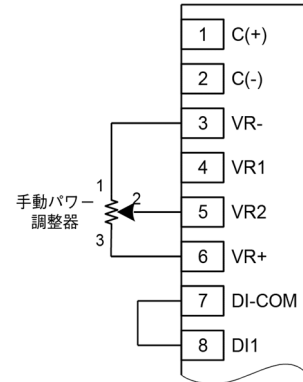 1 C(+)
2 C(-)
3 VR-
4 VR1
1
手動パワー
調整器
2
5 VR2
3
6 VR+
7 DI-COM
8 DI1